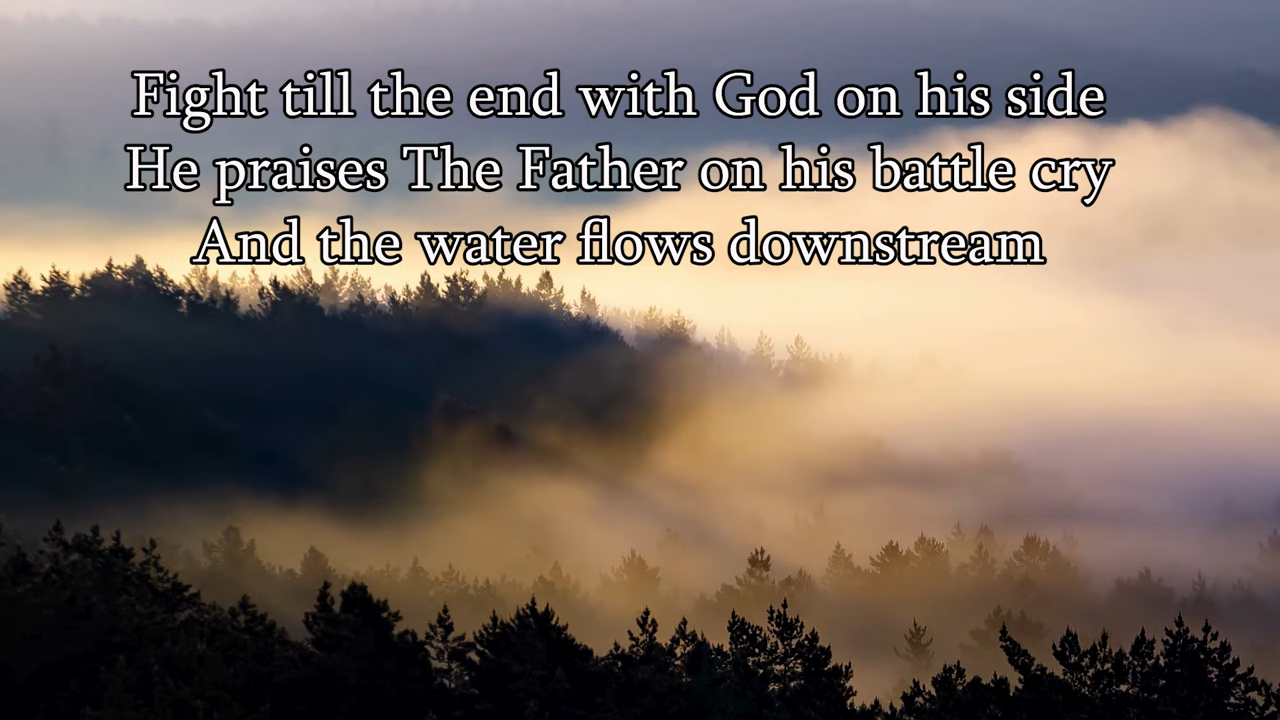 Fight till the end with God on his side
He praises The Father on his battle cry
And the water flows downstream